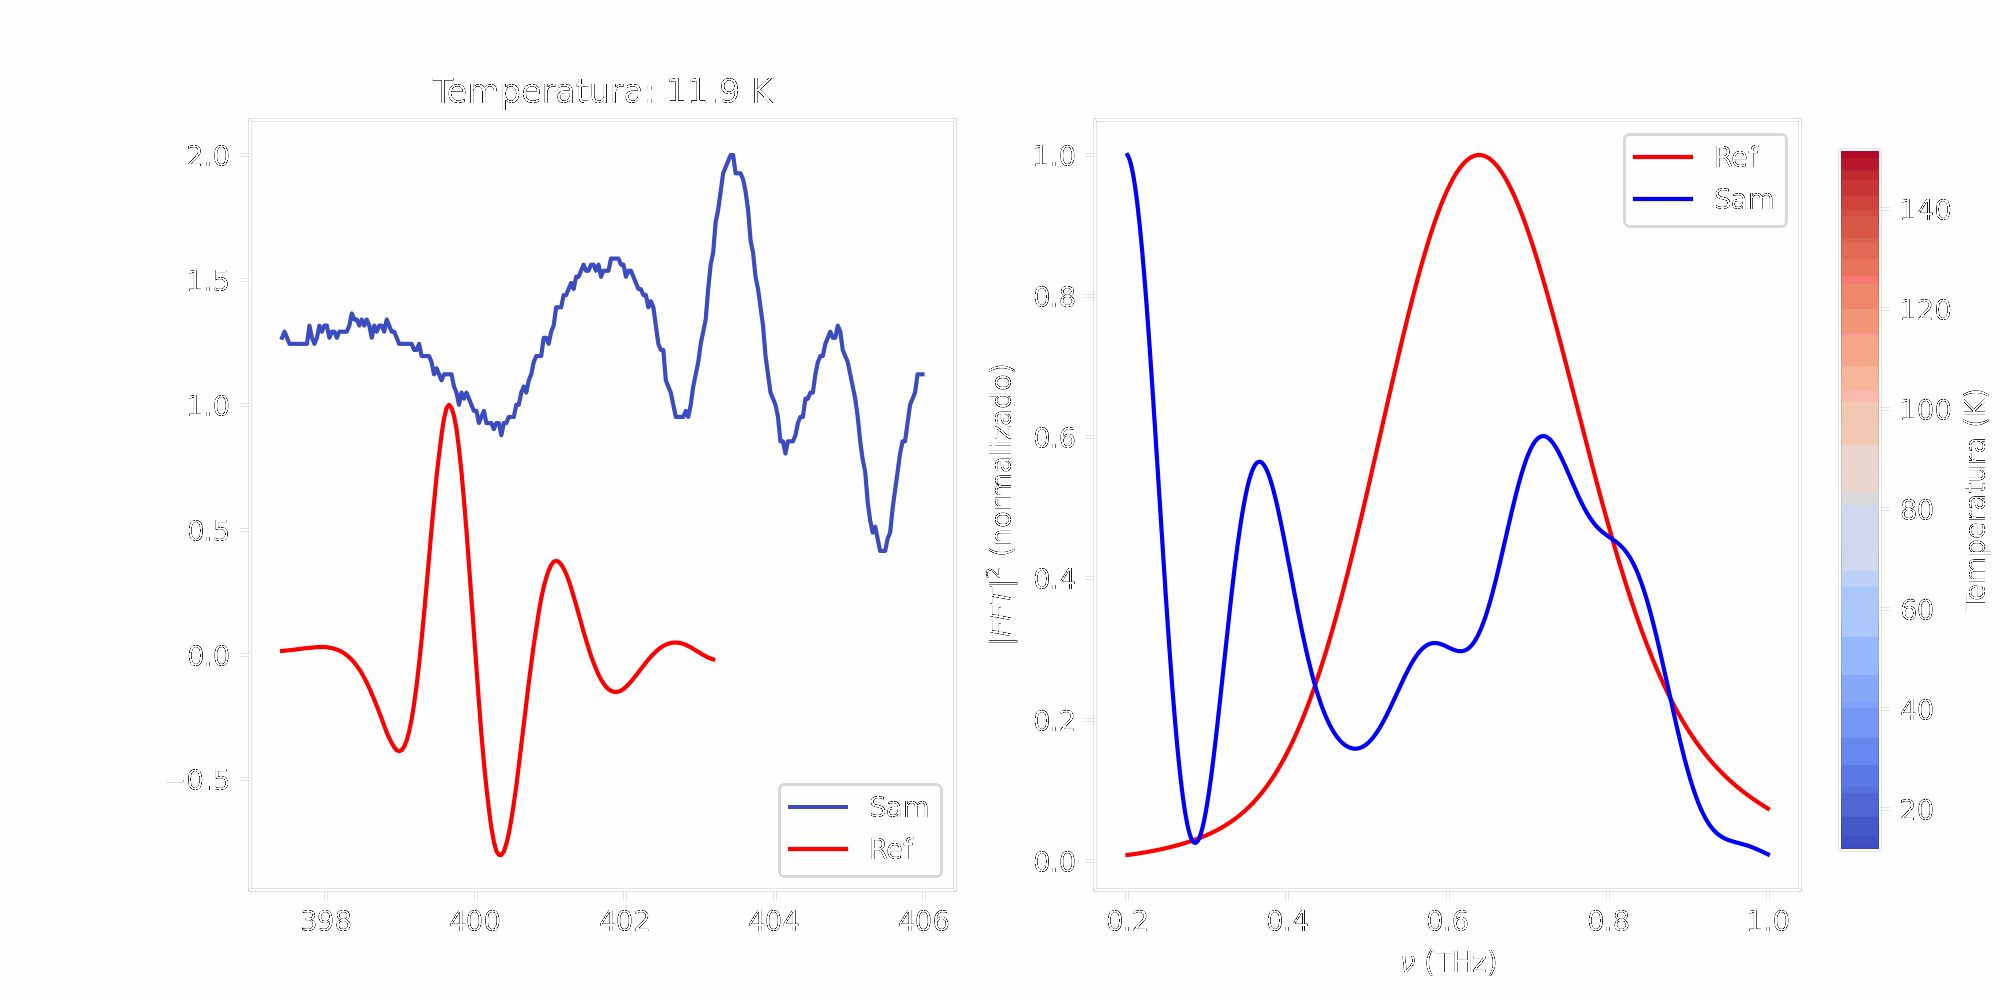 Temperatura: 11.9 K
2.0
1.5
1.0
0.5
0.0
−0.5
398 400 402 404 406
Sam
Ref
|FFT|² (normalizado)
1.0
0.8
0.6
0.4
0.2
0.0
0.2 0.4 0.6 0.8 1.0
ν (THz)
Ref
Sam
140
120
100
80
60
40
20
Temperatura (K)